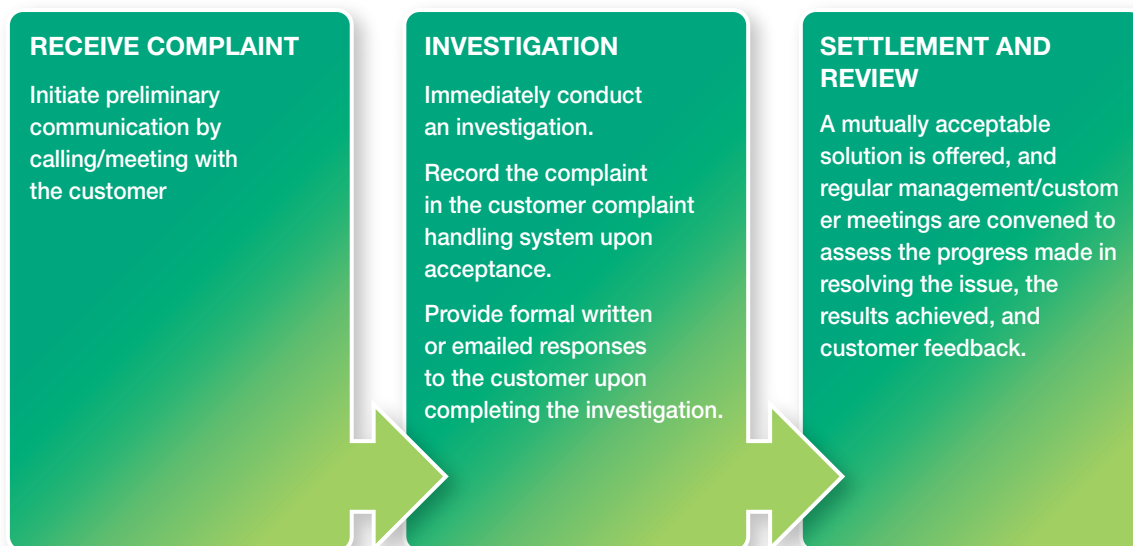 RECEIVE COMPLAINT
Initiate preliminary
communication by
calling/meeting with
the customer
INVESTIGATION
Immediately conduct
an investigation.
Record the complaint
in the customer complaint
handling system upon
acceptance.
Provide formal written
or emailed responses
to the customer upon
completing the investigation.
SETTLEMENT AND
REVIEW
A mutually acceptable
solution is offered, and
regular management/custom
er meetings are convened to
assess the progress made in
resolving the issue, the
results achieved, and
customer feedback.